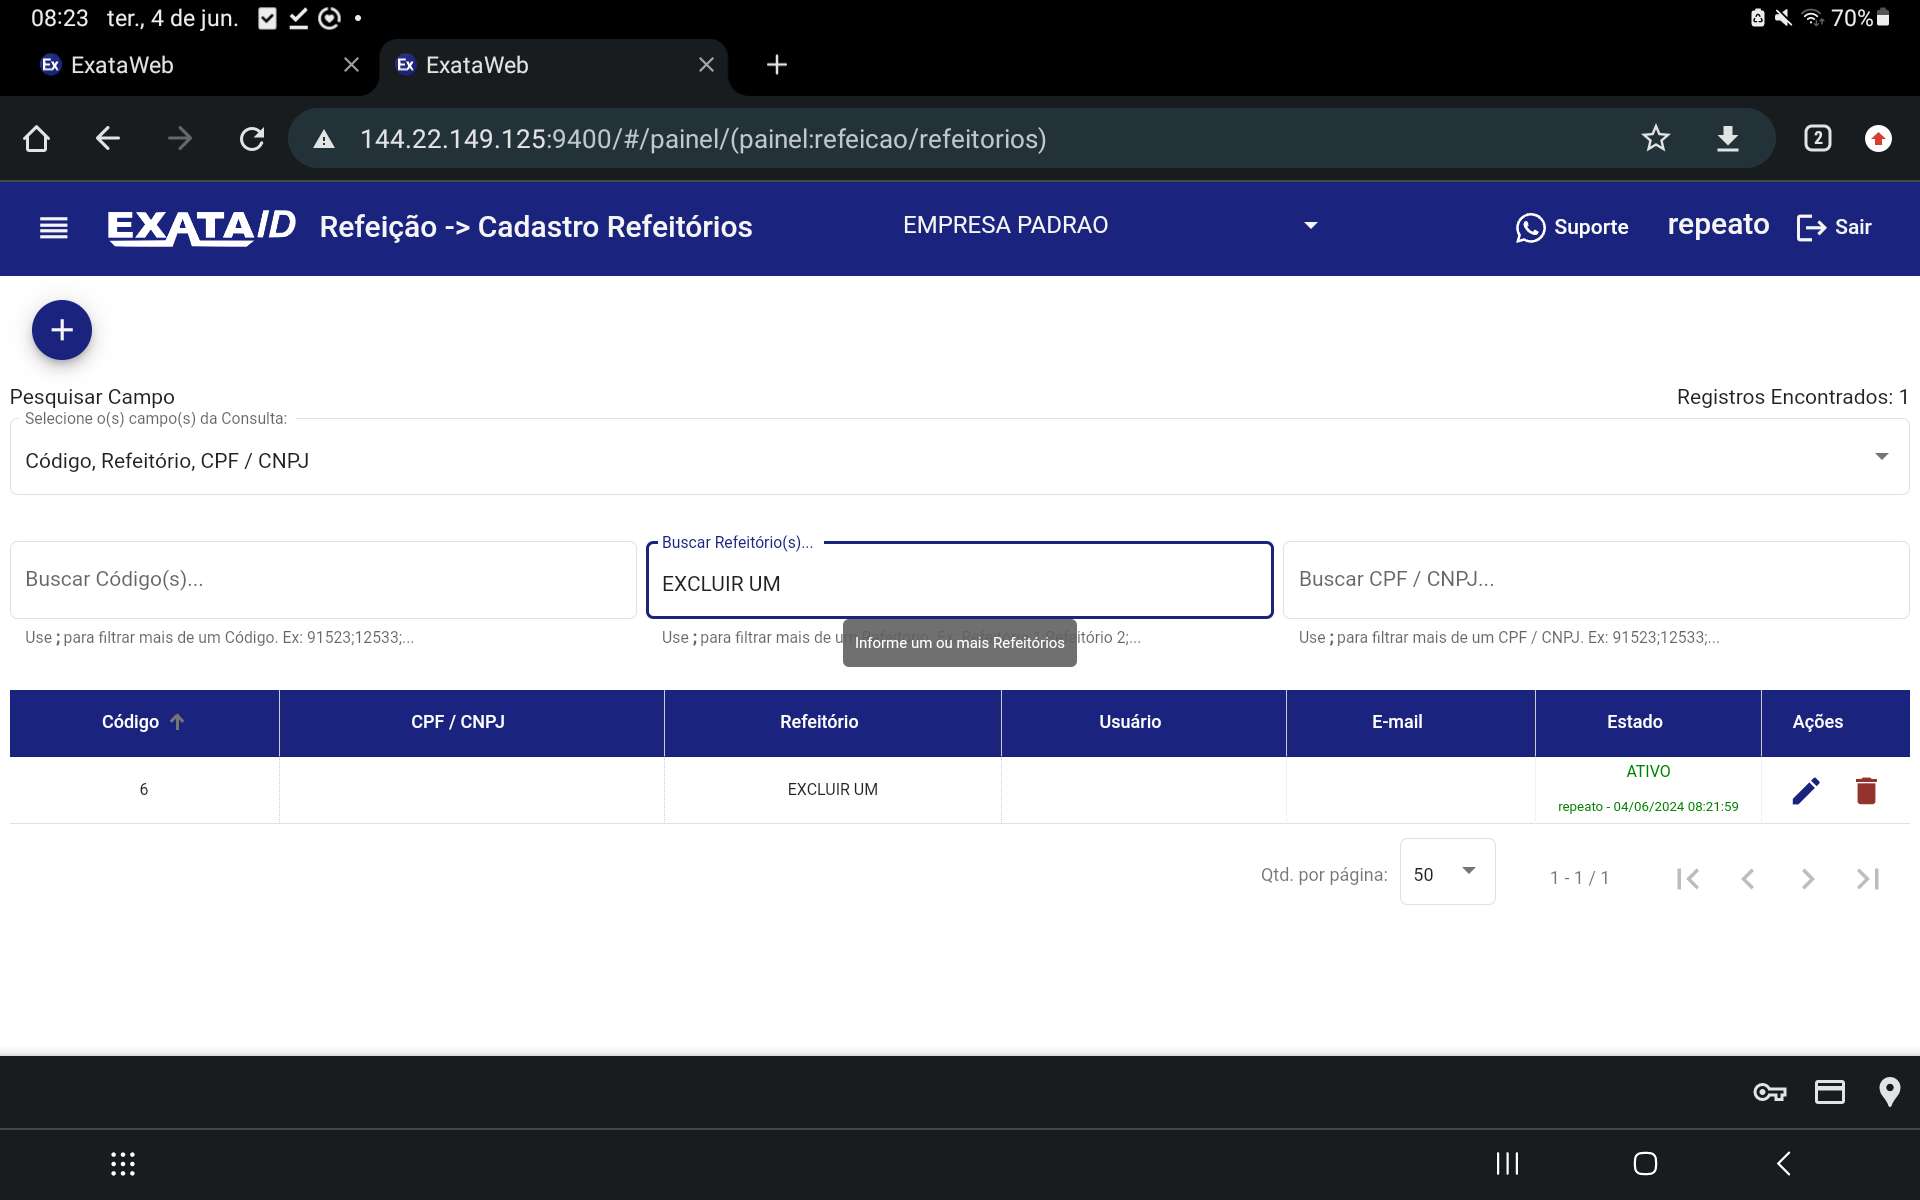 08:23 ter., 4 de jun. 70%
Ex ExataWeb Ex ExataWeb
144.22.149.125:9400/#/painel/(painel:refeicao/refeitorios) 2
EXATA/D Refeição -> Cadastro Refeitórios EMPRESA PADRAO Suporte repeato Sair
Pesquisar Campo Registros Encontrados: 1
Selecione o(s) campo(s) da Consulta:
Código, Refeitório, CPF / CNPJ
Buscar Refeitório(s)...
Buscar Código(s)... EXCLUIR UM Buscar CPF / CNPJ...
Use ; para filtrar mais de um Código. Ex: 91523;12533;... Use ; para filtrar mais de um eitório 2;... Use ; para filtrar mais de um CPF / CNPJ. Ex: 91523;12533;...
Informe um ou mais Refeitórios
Código CPF / CNPJ Refeitório Usuário E-mail Estado Ações
6 EXCLUIR UM ATIVO
repeato - 04/06/2024 08:21:59
Qtd. por página: 50 1 - 1 / 1